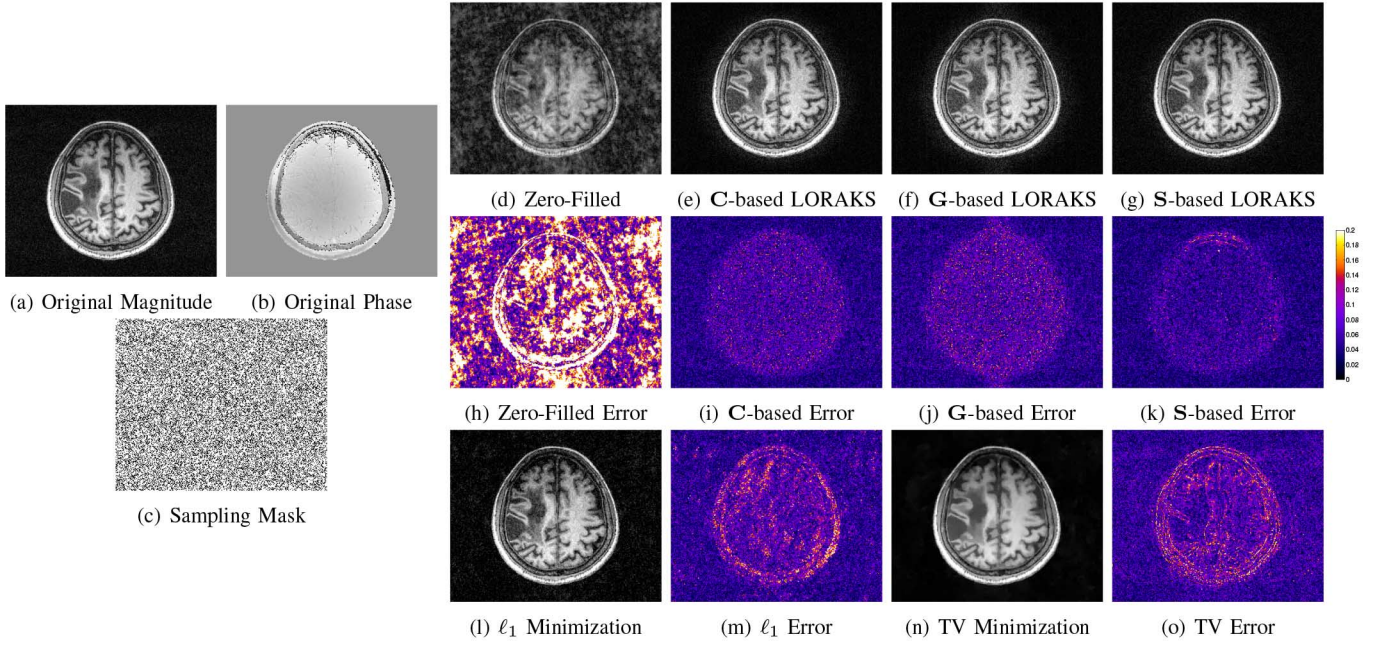 (a) Original Magnitude
(b) Original Phase
(c) Sampling Mask
(d) Zero-Filled
(e) C-based LORAKS
(f) G-based LORAKS
(g) S-based LORAKS
(h) Zero-Filled Error
(i) C-based Error
(j) G-based Error
(k) S-based Error
0.2
0.18
0.16
0.14
0.12
0.1
0.08
0.06
0.04
0.02
0
(l) ℓ₁ Minimization
(m) ℓ₁ Error
(n) TV Minimization
(o) TV Error